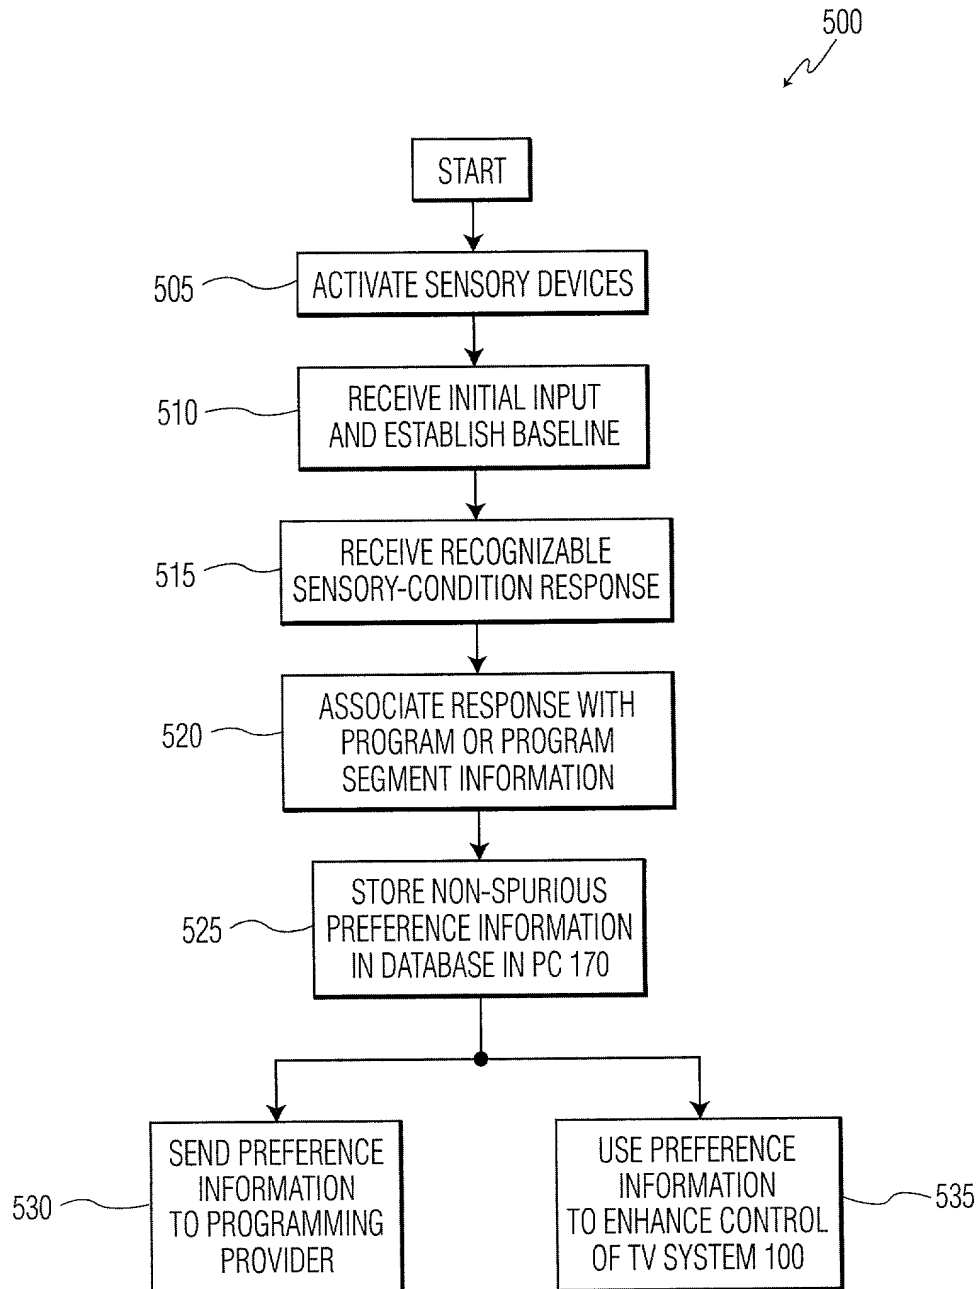 500
START
505
ACTIVATE SENSORY DEVICES
510
RECEIVE INITIAL INPUT
AND ESTABLISH BASELINE
515
RECEIVE RECOGNIZABLE
SENSORY-CONDITION RESPONSE
520
ASSOCIATE RESPONSE WITH
PROGRAM OR PROGRAM
SEGMENT INFORMATION
525
STORE NON-SPURIOUS
PREFERENCE INFORMATION
IN DATABASE IN PC 170
530
SEND PREFERENCE
INFORMATION
TO PROGRAMMING
PROVIDER
USE PREFERENCE
INFORMATION
TO ENHANCE CONTROL
OF TV SYSTEM 100
535